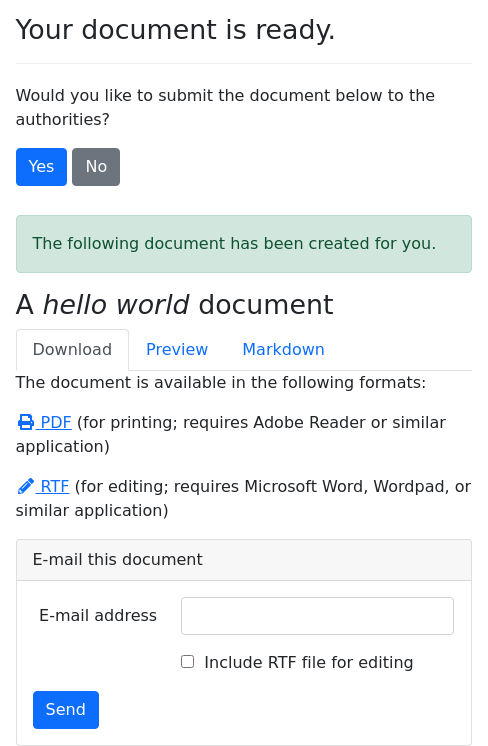 Your document is ready.
Would you like to submit the document below to the
authorities?
Yes No
The following document has been created for you.
A hello world document
Download Preview Markdown
The document is available in the following formats:
PDF (for printing; requires Adobe Reader or similar
application)
RTF (for editing; requires Microsoft Word, Wordpad, or
similar application)
E-mail this document
E-mail address
Include RTF file for editing
Send